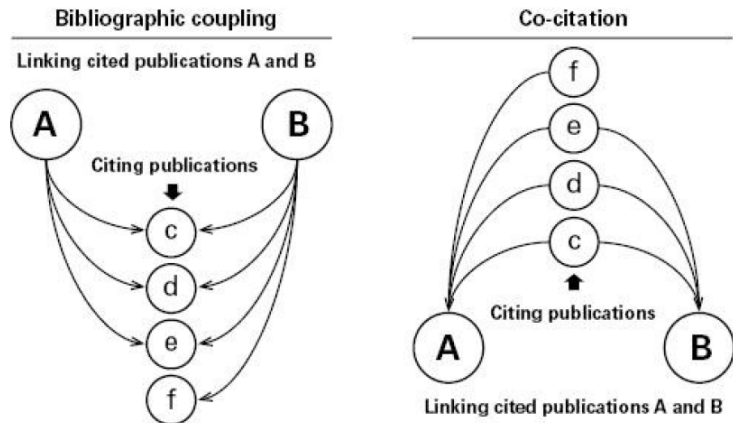 Bibliographic coupling
Linking cited publications A and B
A
B
Citing publications
c
d
e
f
Co-citation
f
e
d
c
Citing publications
A
B
Linking cited publications A and B